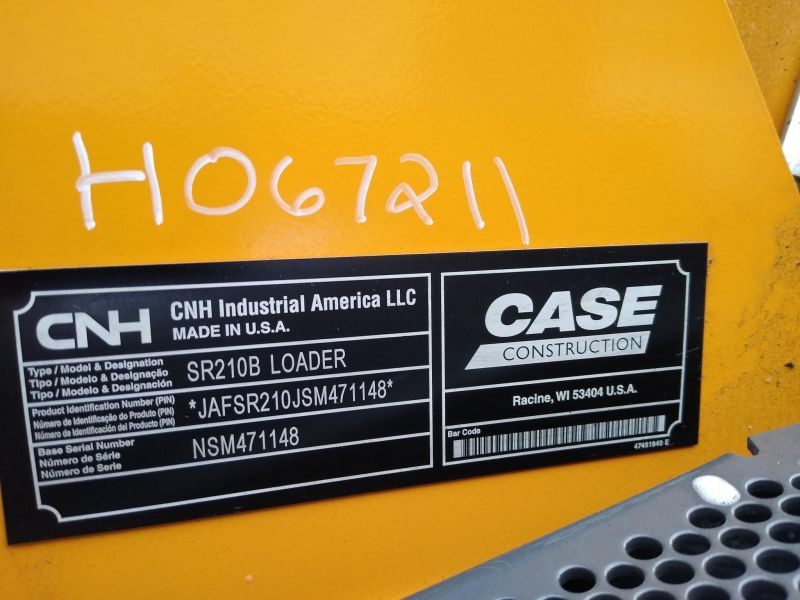 H067211
CNH CNH Industrial America LLC
MADE IN U.S.A.
Type / Model & Designation
Tipo / Modelo & Designação
Tipo / Modelo & Designación
SR210B LOADER
Product Identification Number (PIN)
Número de Identificação do Produto (PIN)
Número de Identificación del Producto (PIN)
*JAFSR210JSM471148*
Base Serial Number
Número de Série
Número de Serie
NSM471148
CASE
CONSTRUCTION
Racine, WI 53404 U.S.A.
Bar Code
47481949 E